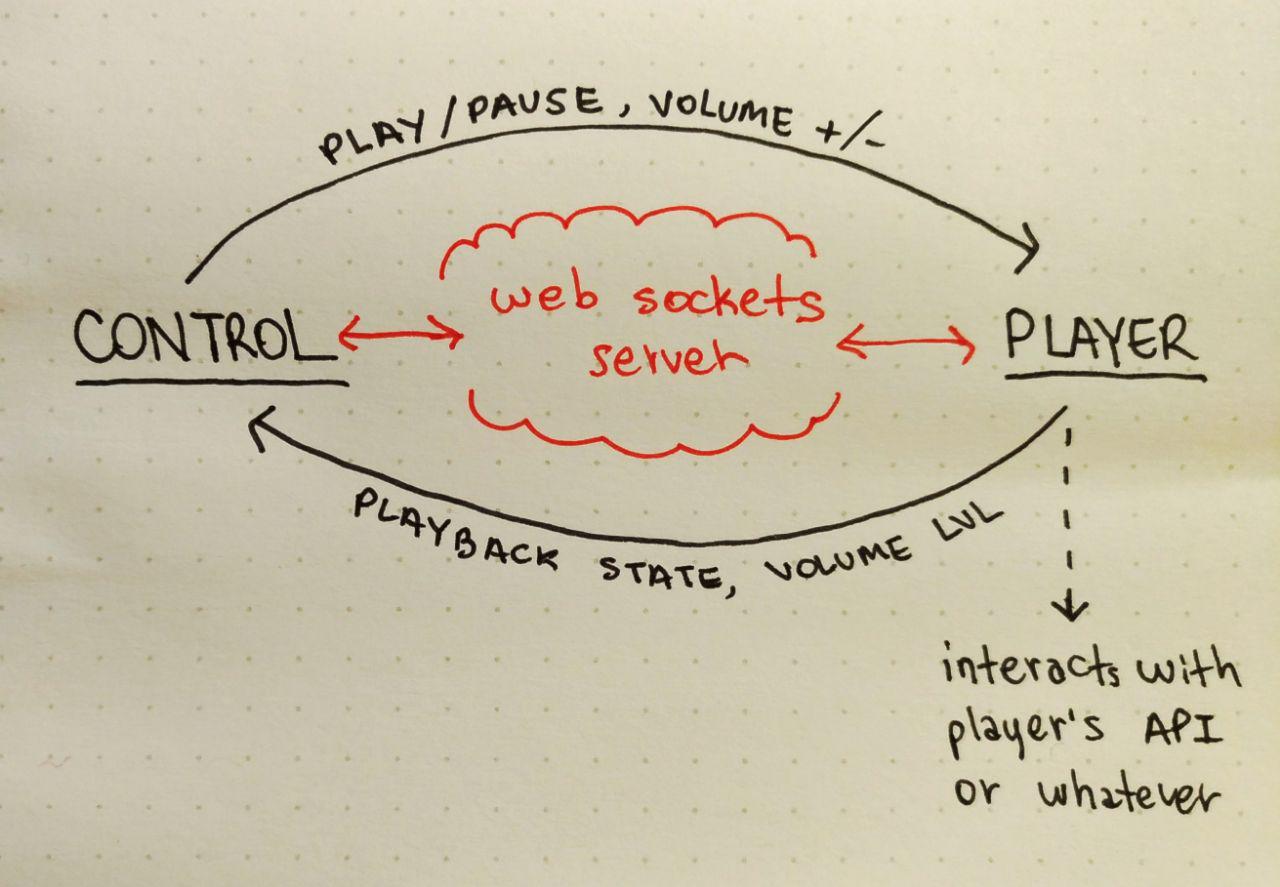 PLAY/PAUSE, VOLUME +/-
web sockets
server
CONTROL
PLAYER
PLAYBACK STATE, VOLUME LVL
interacts with
player's API
or whatever